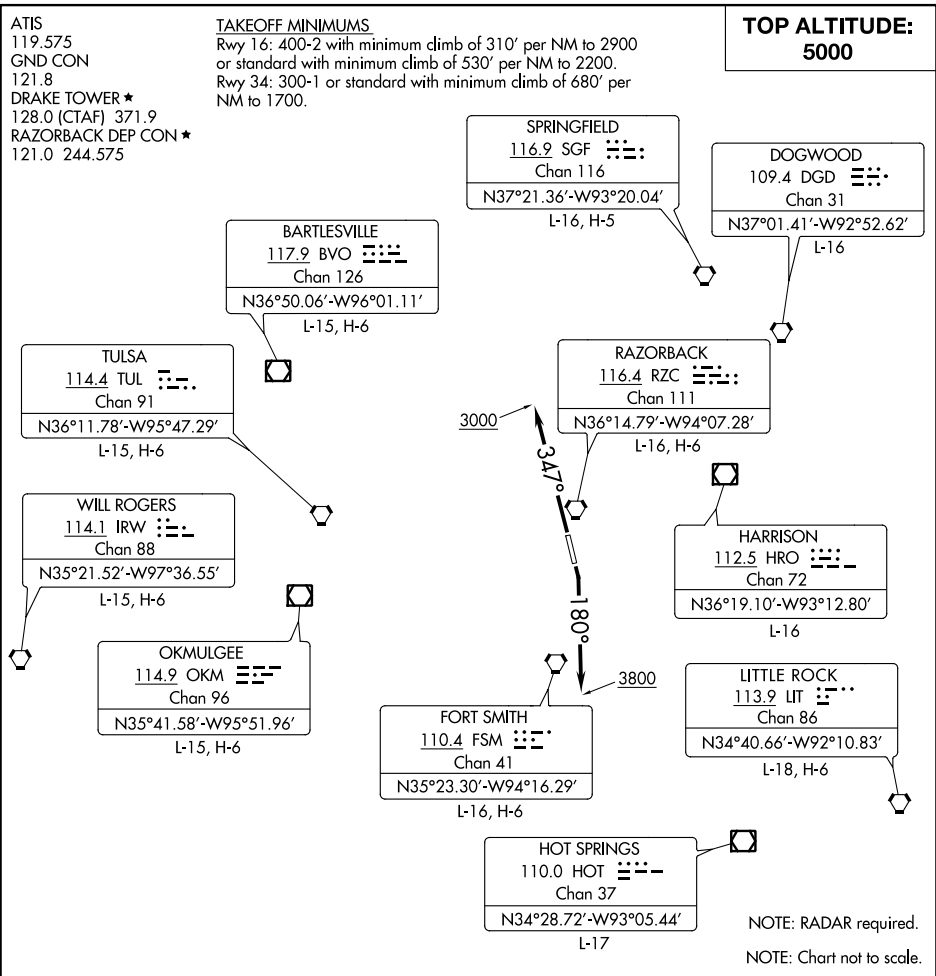 ATIS
119.575
GND CON
121.8
DRAKE TOWER ★
128.0 (CTAF) 371.9
RAZORBACK DEP CON ★
121.0 244.575
TAKEOFF MINIMUMS
Rwy 16: 400-2 with minimum climb of 310' per NM to 2900
or standard with minimum climb of 530' per NM to 2200.
Rwy 34: 300-1 or standard with minimum climb of 680' per
NM to 1700.
TOP ALTITUDE:
5000
SPRINGFIELD
116.9 SGF
Chan 116
N37°21.36'-W93°20.04'
L-16, H-5
DOGWOOD
109.4 DGD
Chan 31
N37°01.41'-W92°52.62'
L-16
BARTLESVILLE
117.9 BVO
Chan 126
N36°50.06'-W96°01.11'
L-15, H-6
TULSA
114.4 TUL
Chan 91
N36°11.78'-W95°47.29'
L-15, H-6
RAZORBACK
116.4 RZC
Chan 111
N36°14.79'-W94°07.28'
L-16, H-6
3000
347°
WILL ROGERS
114.1 IRW
Chan 88
N35°21.52'-W97°36.55'
L-15, H-6
HARRISON
112.5 HRO
Chan 72
N36°19.10'-W93°12.80'
L-16
180°
3800
OKMULGEE
114.9 OKM
Chan 96
N35°41.58'-W95°51.96'
L-15, H-6
FORT SMITH
110.4 FSM
Chan 41
N35°23.30'-W94°16.29'
L-16, H-6
LITTLE ROCK
113.9 LIT
Chan 86
N34°40.66'-W92°10.83'
L-18, H-6
HOT SPRINGS
110.0 HOT
Chan 37
N34°28.72'-W93°05.44'
L-17
NOTE: RADAR required.
NOTE: Chart not to scale.